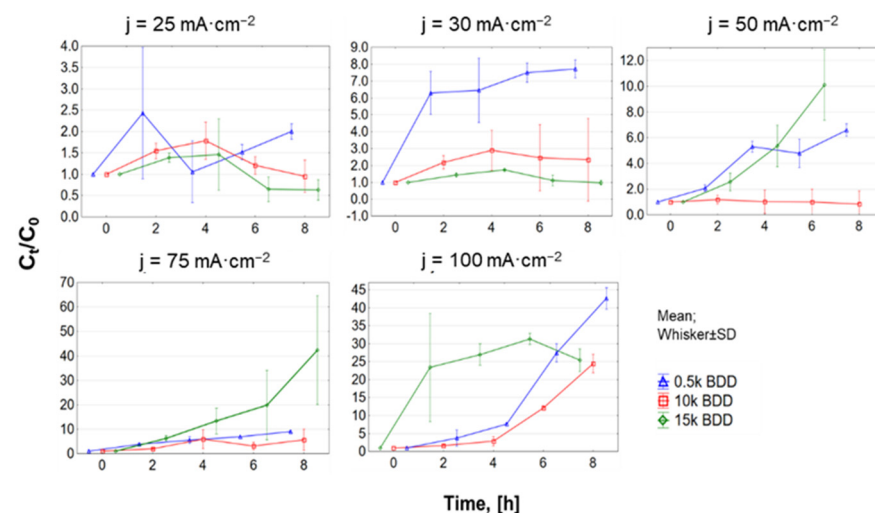 j = 25 mA·cm⁻²
j = 30 mA·cm⁻²
j = 50 mA·cm⁻²
4.0
3.5
3.0
2.5
2.0
1.5
1.0
0.5
0.0
0 2 4 6 8
9.0
8.0
7.0
6.0
5.0
4.0
3.0
2.0
1.0
0.0
-1.0
0 2 4 6 8
12.0
10.0
8.0
6.0
4.0
2.0
0.0
0 2 4 6 8
Cₜ/C₀
j = 75 mA·cm⁻²
j = 100 mA·cm⁻²
70
60
50
40
30
20
10
0
0 2 4 6 8
45
40
35
30
25
20
15
10
5
0
0 2 4 6 8
Mean;
Whisker±SD
0.5k BDD
10k BDD
15k BDD
Time, [h]